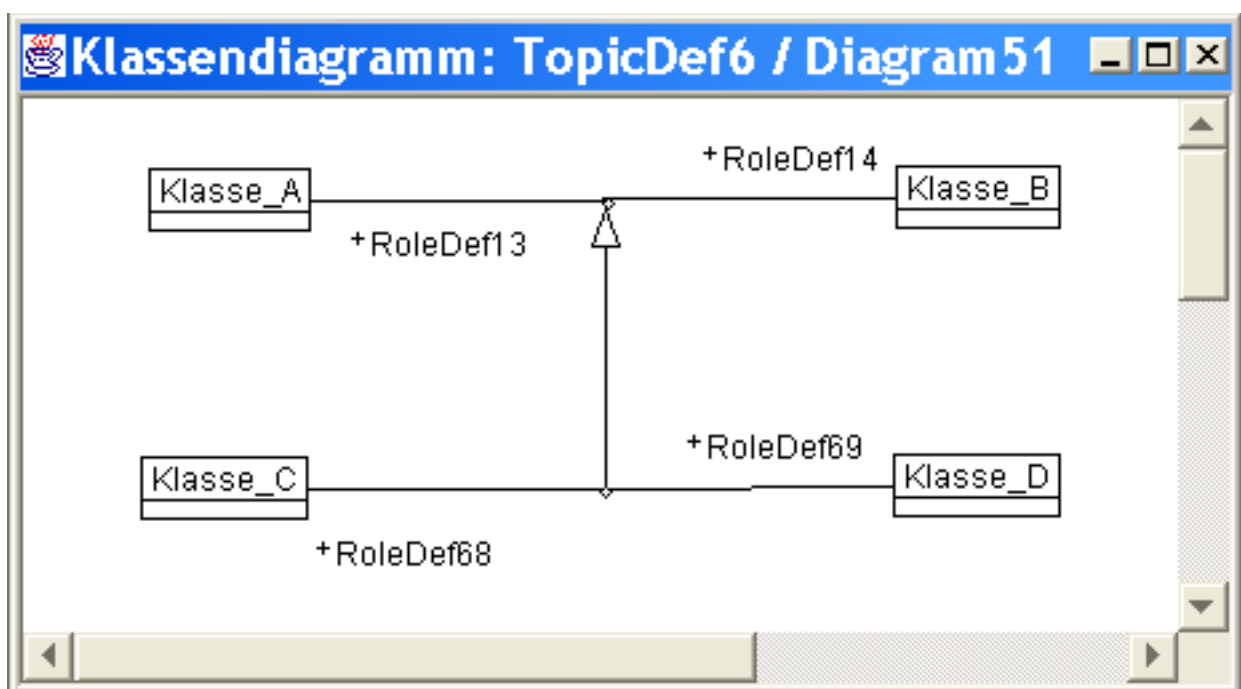 Klassendiagramm: TopicDef6 / Diagram51
+RoleDef14
Klasse_A
Klasse_B
+RoleDef13
+RoleDef69
Klasse_C
Klasse_D
+RoleDef68